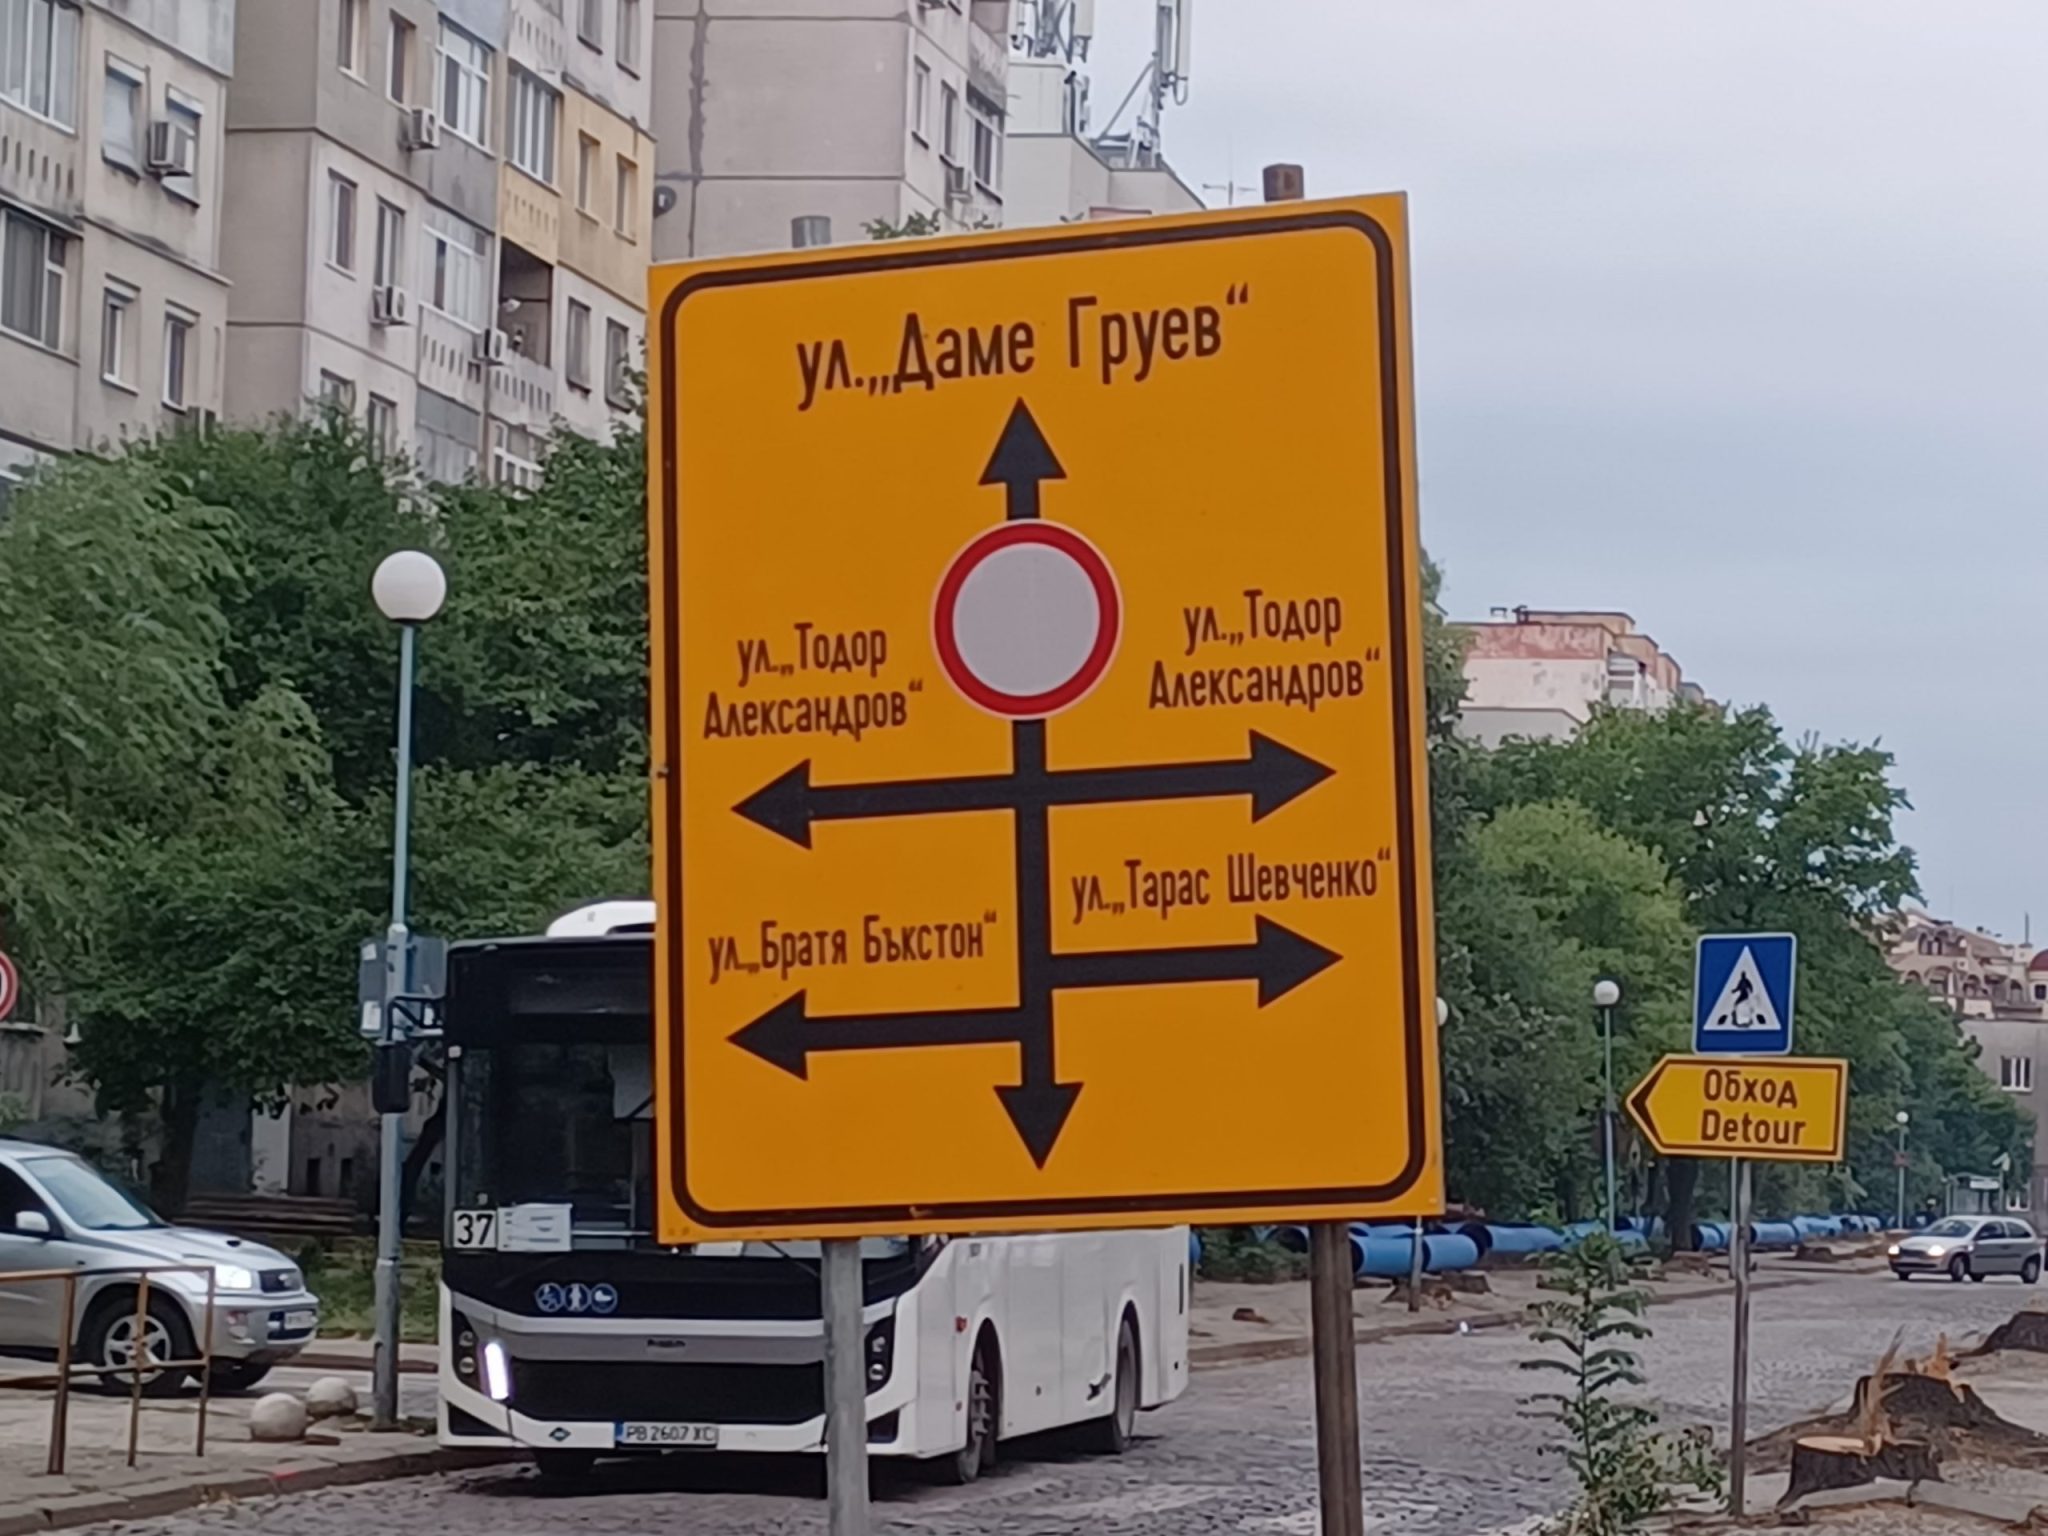 ул.„Даме Груев“
ул.„Тодор
Александров“
ул.„Тодор
Александров“
ул.„Братя Бъкстон“
ул.„Тарас Шевченко“
Обход
Detour
37
PB 2607 XC